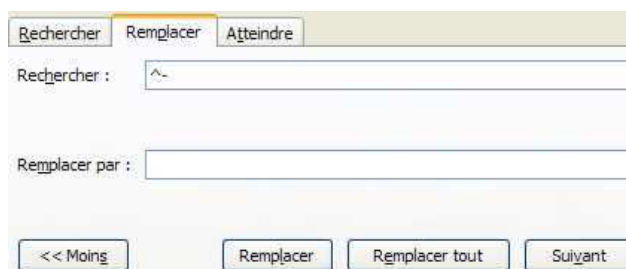 Rechercher Remplacer Atteindre
Rechercher : ^-
Remplacer par :
<< Moins Remplacer Remplacer tout Suivant